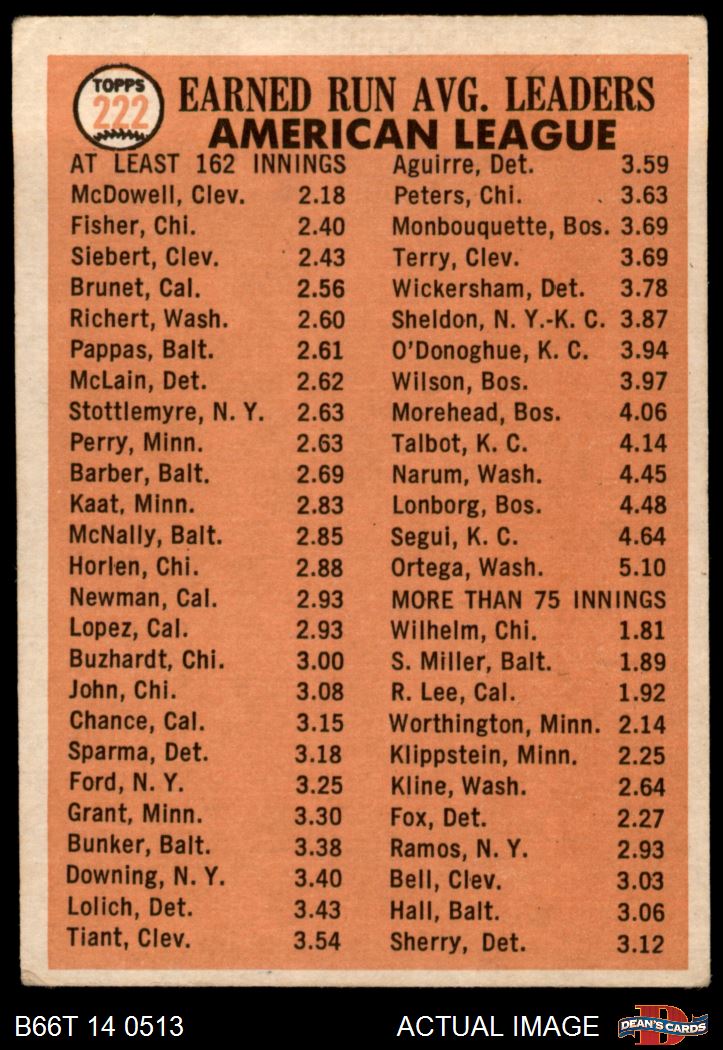 TOPPS
222
EARNED RUN AVG. LEADERS
AMERICAN LEAGUE
AT LEAST 162 INNINGS
McDowell, Clev. 2.18
Fisher, Chi. 2.40
Siebert, Clev. 2.43
Brunet, Cal. 2.56
Richert, Wash. 2.60
Pappas, Balt. 2.61
McLain, Det. 2.62
Stottlemyre, N. Y. 2.63
Perry, Minn. 2.63
Barber, Balt. 2.69
Kaat, Minn. 2.83
McNally, Balt. 2.85
Horlen, Chi. 2.88
Newman, Cal. 2.93
Lopez, Cal. 2.93
Buzhardt, Chi. 3.00
John, Chi. 3.08
Chance, Cal. 3.15
Sparma, Det. 3.18
Ford, N. Y. 3.25
Grant, Minn. 3.30
Bunker, Balt. 3.38
Downing, N. Y. 3.40
Lolich, Det. 3.43
Tiant, Clev. 3.54
Aguirre, Det. 3.59
Peters, Chi. 3.63
Monbouquette, Bos. 3.69
Terry, Clev. 3.69
Wickersham, Det. 3.78
Sheldon, N. Y.-K. C. 3.87
O'Donoghue, K. C. 3.94
Wilson, Bos. 3.97
Morehead, Bos. 4.06
Talbot, K. C. 4.14
Narum, Wash. 4.45
Lonborg, Bos. 4.48
Segui, K. C. 4.64
Ortega, Wash. 5.10
MORE THAN 75 INNINGS
Wilhelm, Chi. 1.81
S. Miller, Balt. 1.89
R. Lee, Cal. 1.92
Worthington, Minn. 2.14
Klippstein, Minn. 2.25
Kline, Wash. 2.64
Fox, Det. 2.27
Ramos, N. Y. 2.93
Bell, Clev. 3.03
Hall, Balt. 3.06
Sherry, Det. 3.12
B66T 14 0513
ACTUAL IMAGE
D
DEAN'S CARDS